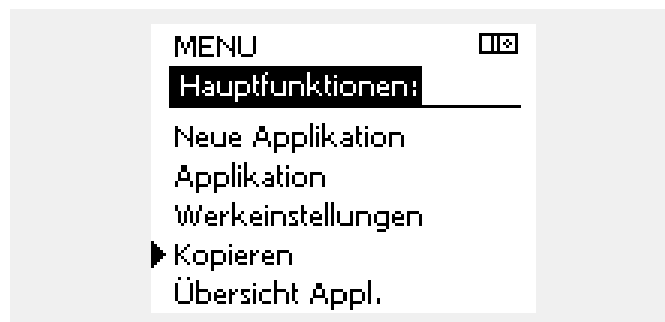 MENU
Hauptfunktionen:
Neue Applikation
Applikation
Werkeinstellungen
Kopieren
Übersicht Appl.